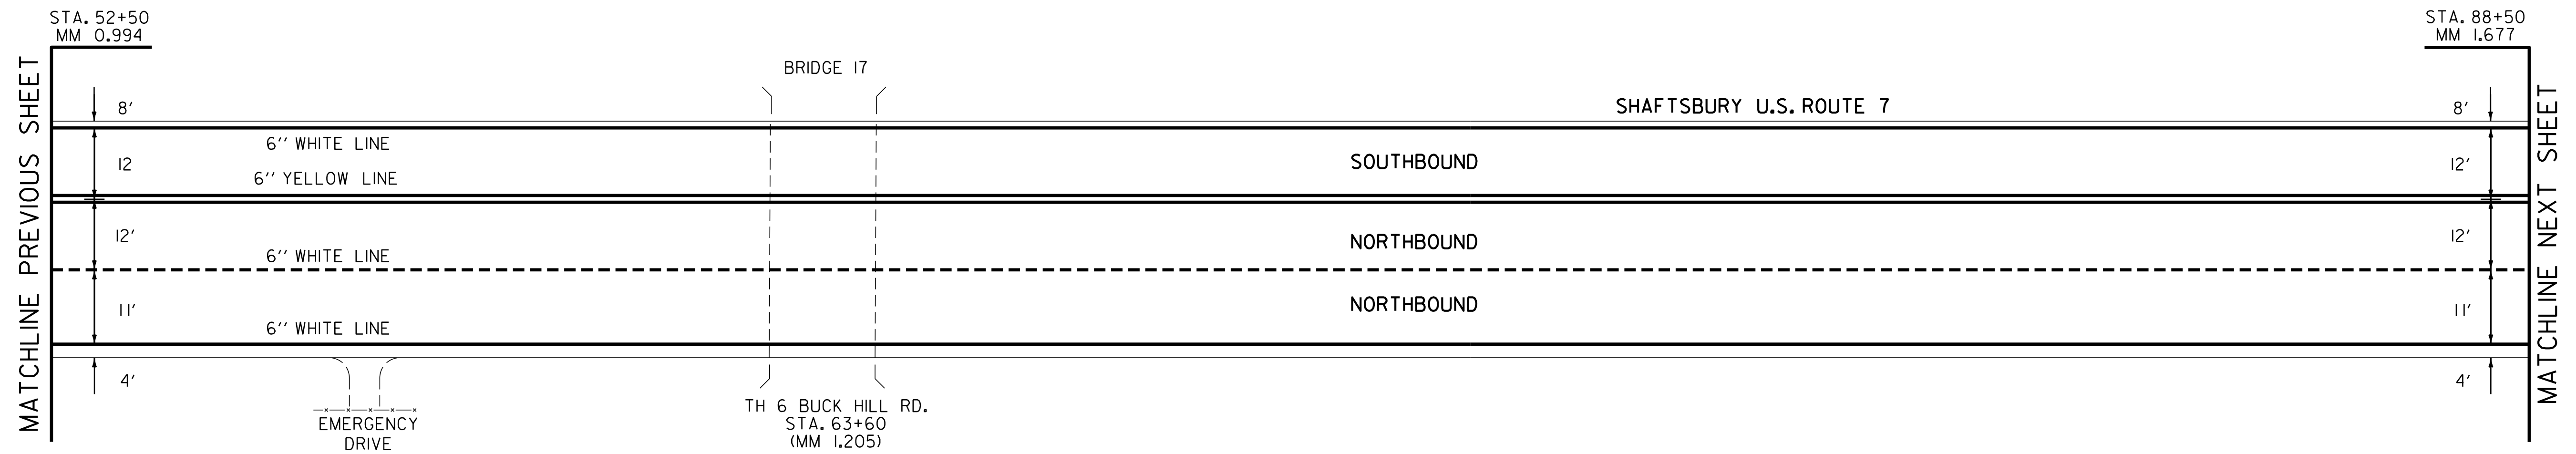 STA. 52+50
MM 0.994
STA. 88+50
MM 1.677
MATCHLINE PREVIOUS SHEET
MATCHLINE NEXT SHEET
BRIDGE 17
SHAFTSBURY U.S. ROUTE 7
8'
8'
6'' WHITE LINE
12
SOUTHBOUND
12'
6'' YELLOW LINE
12'
NORTHBOUND
12'
6'' WHITE LINE
11'
NORTHBOUND
11'
6'' WHITE LINE
4'
4'
EMERGENCY
DRIVE
TH 6 BUCK HILL RD.
STA. 63+60
(MM 1.205)